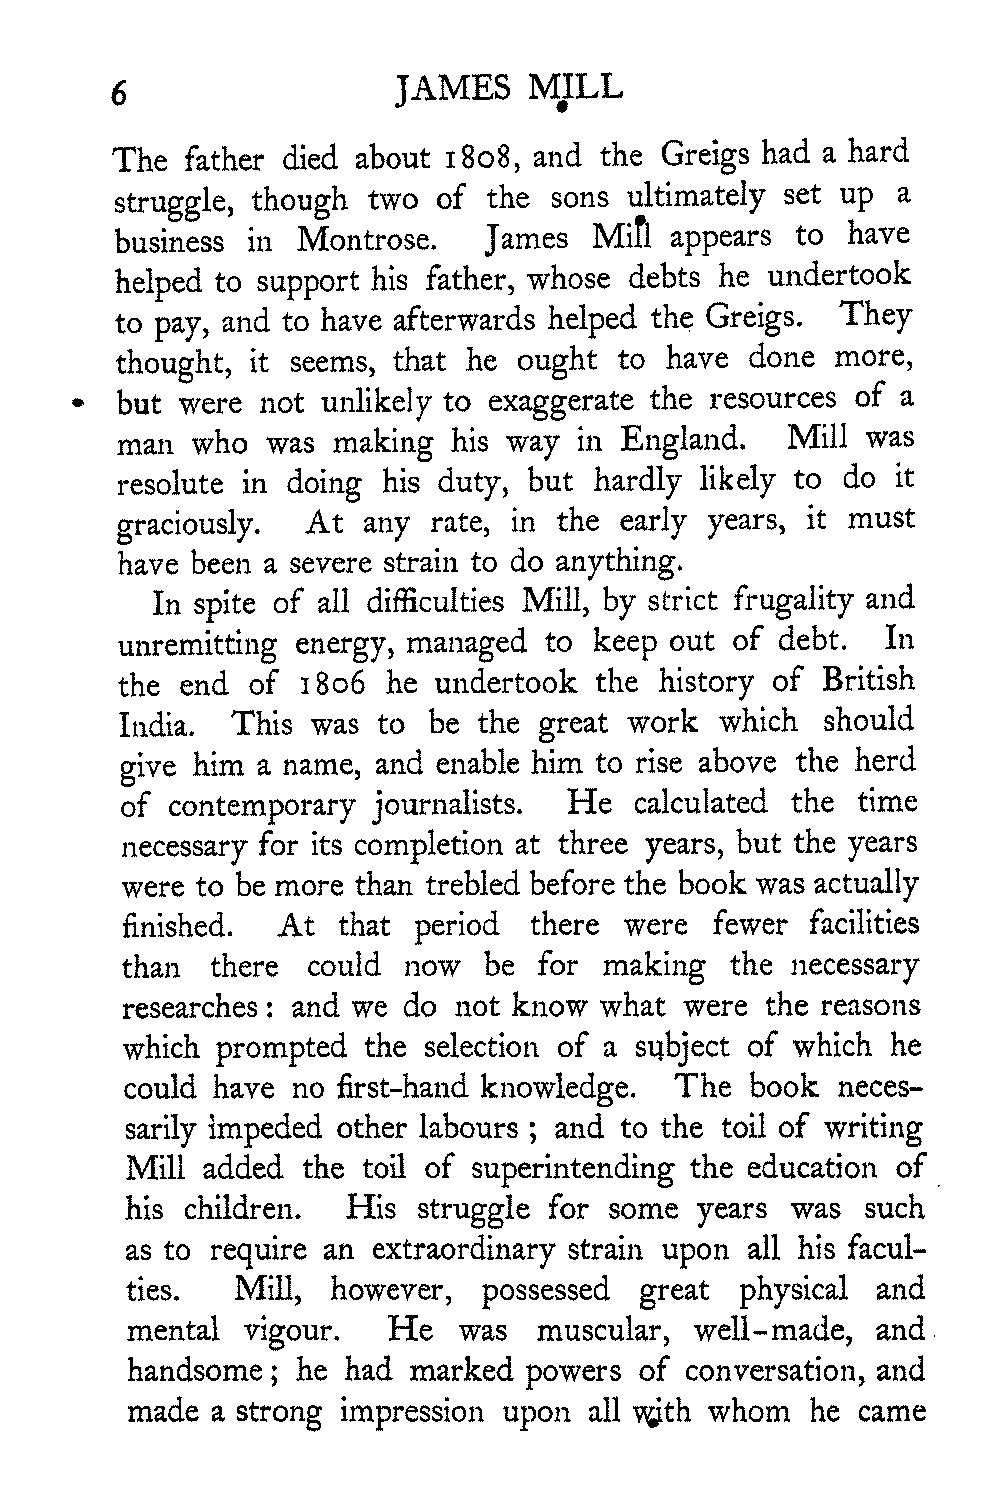 6 JAMES MILL
The father died about 1808, and the Greigs had a hard
struggle, though two of the sons ultimately set up a
business in Montrose. James Mill appears to have
helped to support his father, whose debts he undertook
to pay, and to have afterwards helped the Greigs. They
thought, it seems, that he ought to have done more,
but were not unlikely to exaggerate the resources of a
man who was making his way in England. Mill was
resolute in doing his duty, but hardly likely to do it
graciously. At any rate, in the early years, it must
have been a severe strain to do anything.
In spite of all difficulties Mill, by strict frugality and
unremitting energy, managed to keep out of debt. In
the end of 1806 he undertook the history of British
India. This was to be the great work which should
give him a name, and enable him to rise above the herd
of contemporary journalists. He calculated the time
necessary for its completion at three years, but the years
were to be more than trebled before the book was actually
finished. At that period there were fewer facilities
than there could now be for making the necessary
researches: and we do not know what were the reasons
which prompted the selection of a subject of which he
could have no first-hand knowledge. The book neces-
sarily impeded other labours; and to the toil of writing
Mill added the toil of superintending the education of
his children. His struggle for some years was such
as to require an extraordinary strain upon all his facul-
ties. Mill, however, possessed great physical and
mental vigour. He was muscular, well-made, and
handsome; he had marked powers of conversation, and
made a strong impression upon all with whom he came